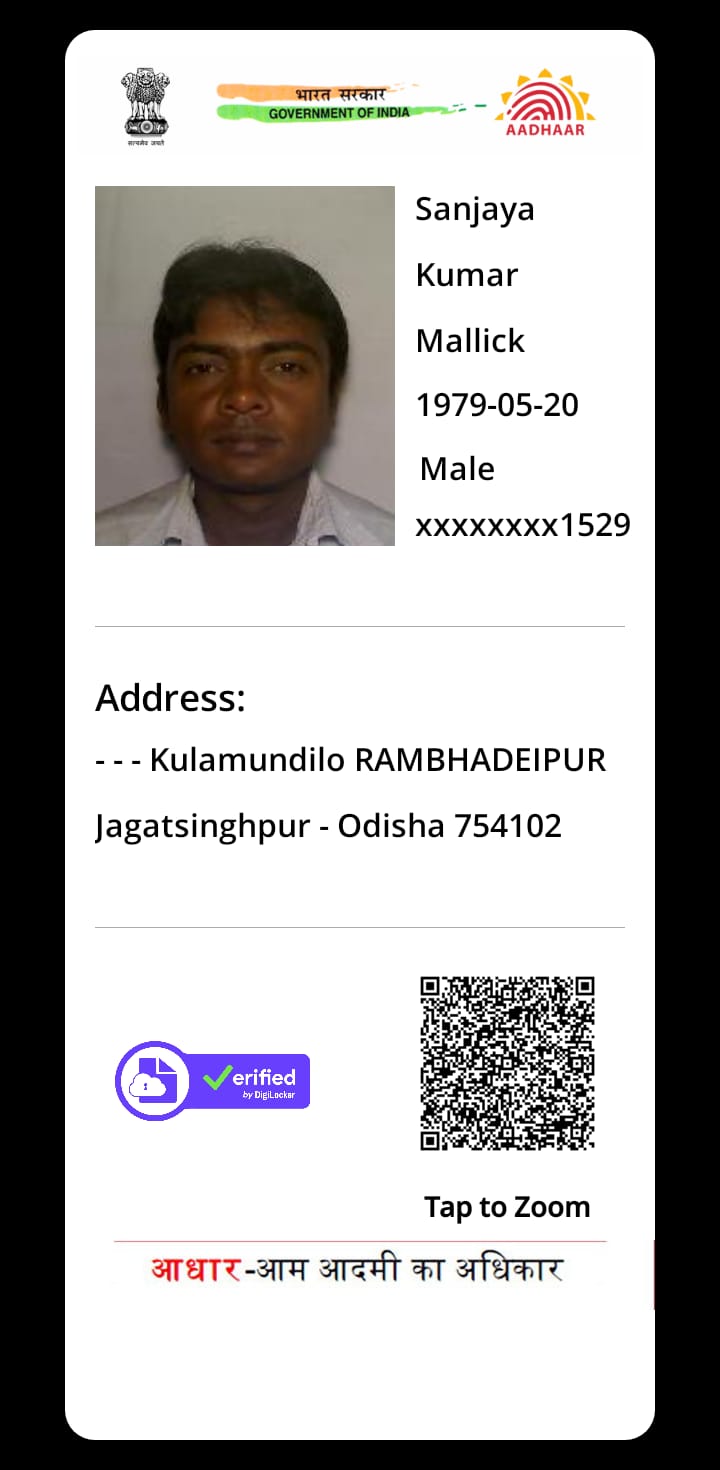 सत्यमेव जयते
भारत सरकार
GOVERNMENT OF INDIA
AADHAAR
Sanjaya
Kumar
Mallick
1979-05-20
Male
xxxxxxxx1529
Address:
- - - Kulamundilo RAMBHADEIPUR
Jagatsinghpur - Odisha 754102
Verified
by DigiLocker
Tap to Zoom
आधार-आम आदमी का अधिकार